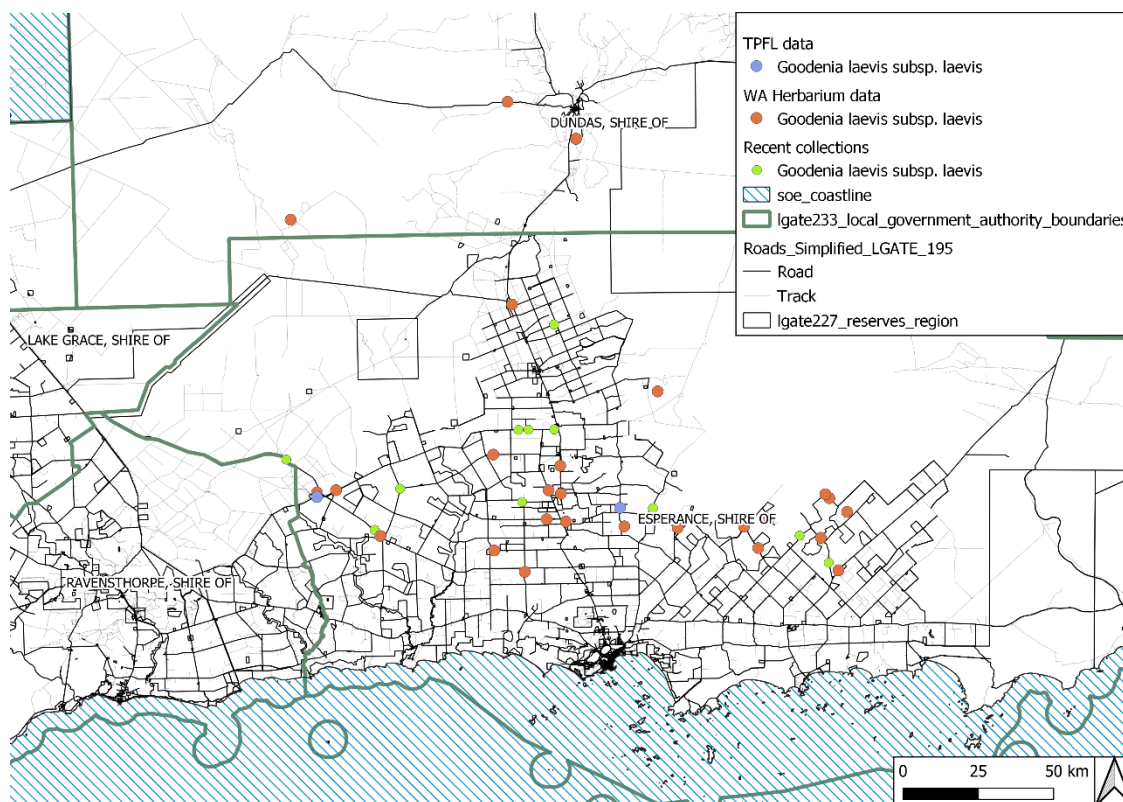 TPFL data
Goodenia laevis subsp. laevis
WA Herbarium data
Goodenia laevis subsp. laevis
Recent collections
Goodenia laevis subsp. laevis
soe_coastline
lgate233_local_government_authority_boundaries
Roads_Simplified_LGATE_195
Road
Track
lgate227_reserves_region
DUNDAS, SHIRE OF
LAKE GRACE, SHIRE OF
ESPERANCE, SHIRE OF
RAVENSTHORPE, SHIRE OF
0 25 50 km